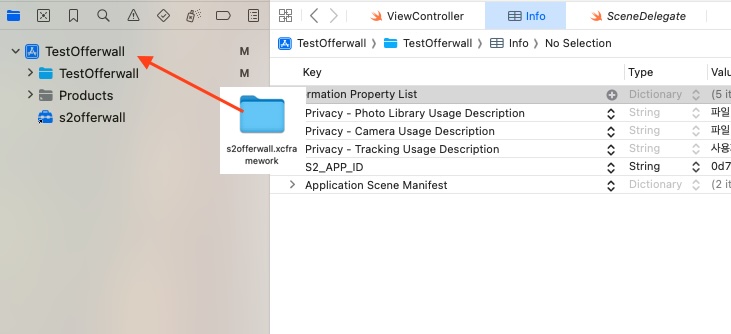 ViewController
Info
SceneDelegate
TestOfferwall
M
TestOfferwall
M
Products
s2offerwall
s2offerwall.xcfra
mework
TestOfferwall
TestOfferwall
Info
No Selection
Key
Type
Valu
rmation Property List
Dictionary
(5 it
Privacy - Photo Library Usage Description
String
파일
Privacy - Camera Usage Description
String
파일
Privacy - Tracking Usage Description
String
사용
S2_APP_ID
String
0d7
Application Scene Manifest
Dictionary
(2 it